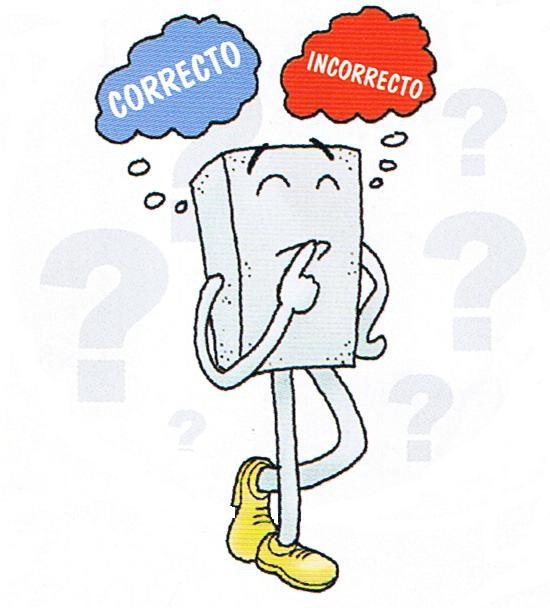 CORRECTO
INCORRECTO
? ? ? ? ? ?